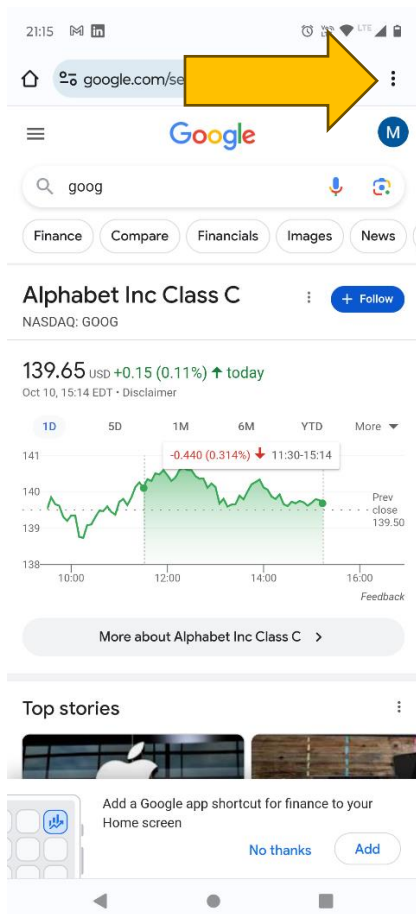 21:15
LTE
google.com/se
Google
M
goog
Finance Compare Financials Images News
Alphabet Inc Class C
+ Follow
NASDAQ: GOOG
139.65 USD +0.15 (0.11%) ↑ today
Oct 10, 15:14 EDT • Disclaimer
1D 5D 1M 6M YTD More
-0.440 (0.314%) ↓ 11:30-15:14
141
140
139
138
Prev
close
139.50
10:00 12:00 14:00 16:00
Feedback
More about Alphabet Inc Class C >
Top stories
Add a Google app shortcut for finance to your
Home screen
No thanks Add